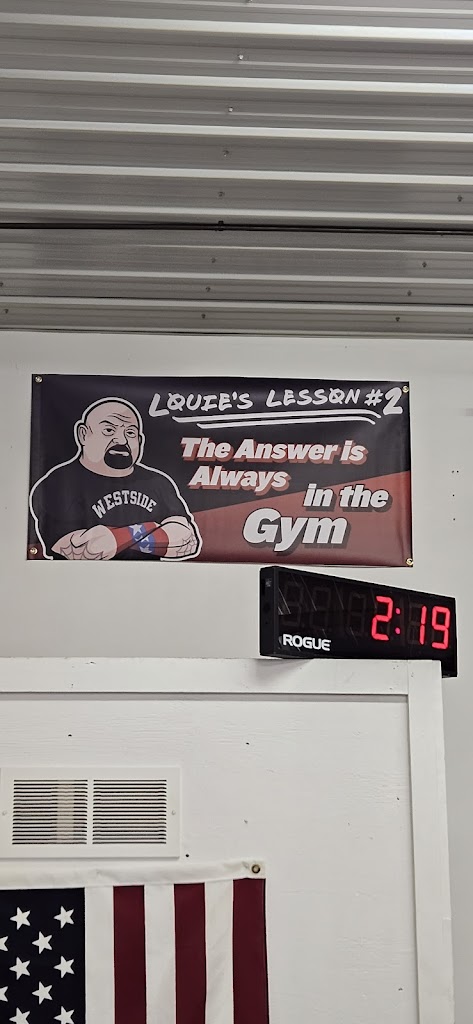 LOUIE'S LESSON #2
The Answer is
Always
in the
Gym
WESTSIDE
ROGUE
2:19